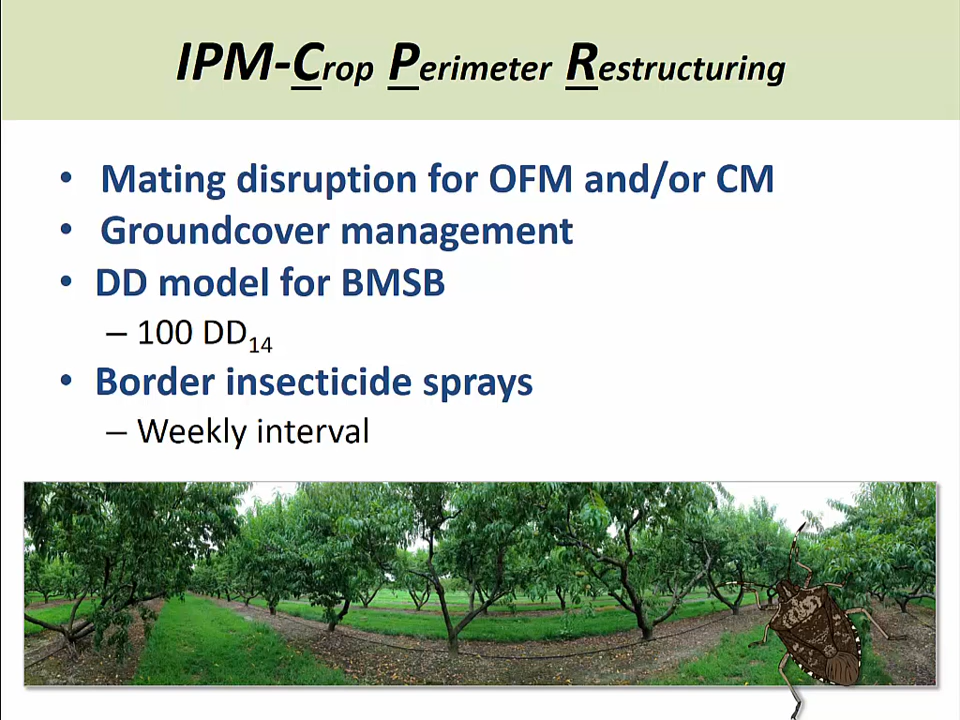 IPM-Crop Perimeter Restructuring
• Mating disruption for OFM and/or CM
• Groundcover management
• DD model for BMSB
– 100 DD₁₄
• Border insecticide sprays
– Weekly interval